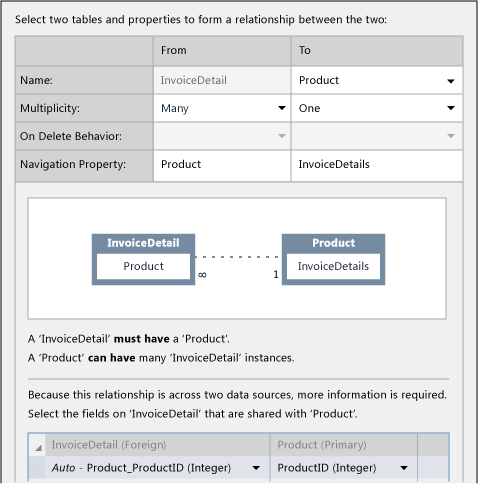 Select two tables and properties to form a relationship between the two:
From To
Name: InvoiceDetail Product
Multiplicity: Many One
On Delete Behavior:
Navigation Property: Product InvoiceDetails
InvoiceDetail Product
Product InvoiceDetails
∞ 1
A 'InvoiceDetail' must have a 'Product'.
A 'Product' can have many 'InvoiceDetail' instances.
Because this relationship is across two data sources, more information is required.
Select the fields on 'InvoiceDetail' that are shared with 'Product'.
InvoiceDetail (Foreign) Product (Primary)
Auto - Product_ProductID (Integer) ProductID (Integer)